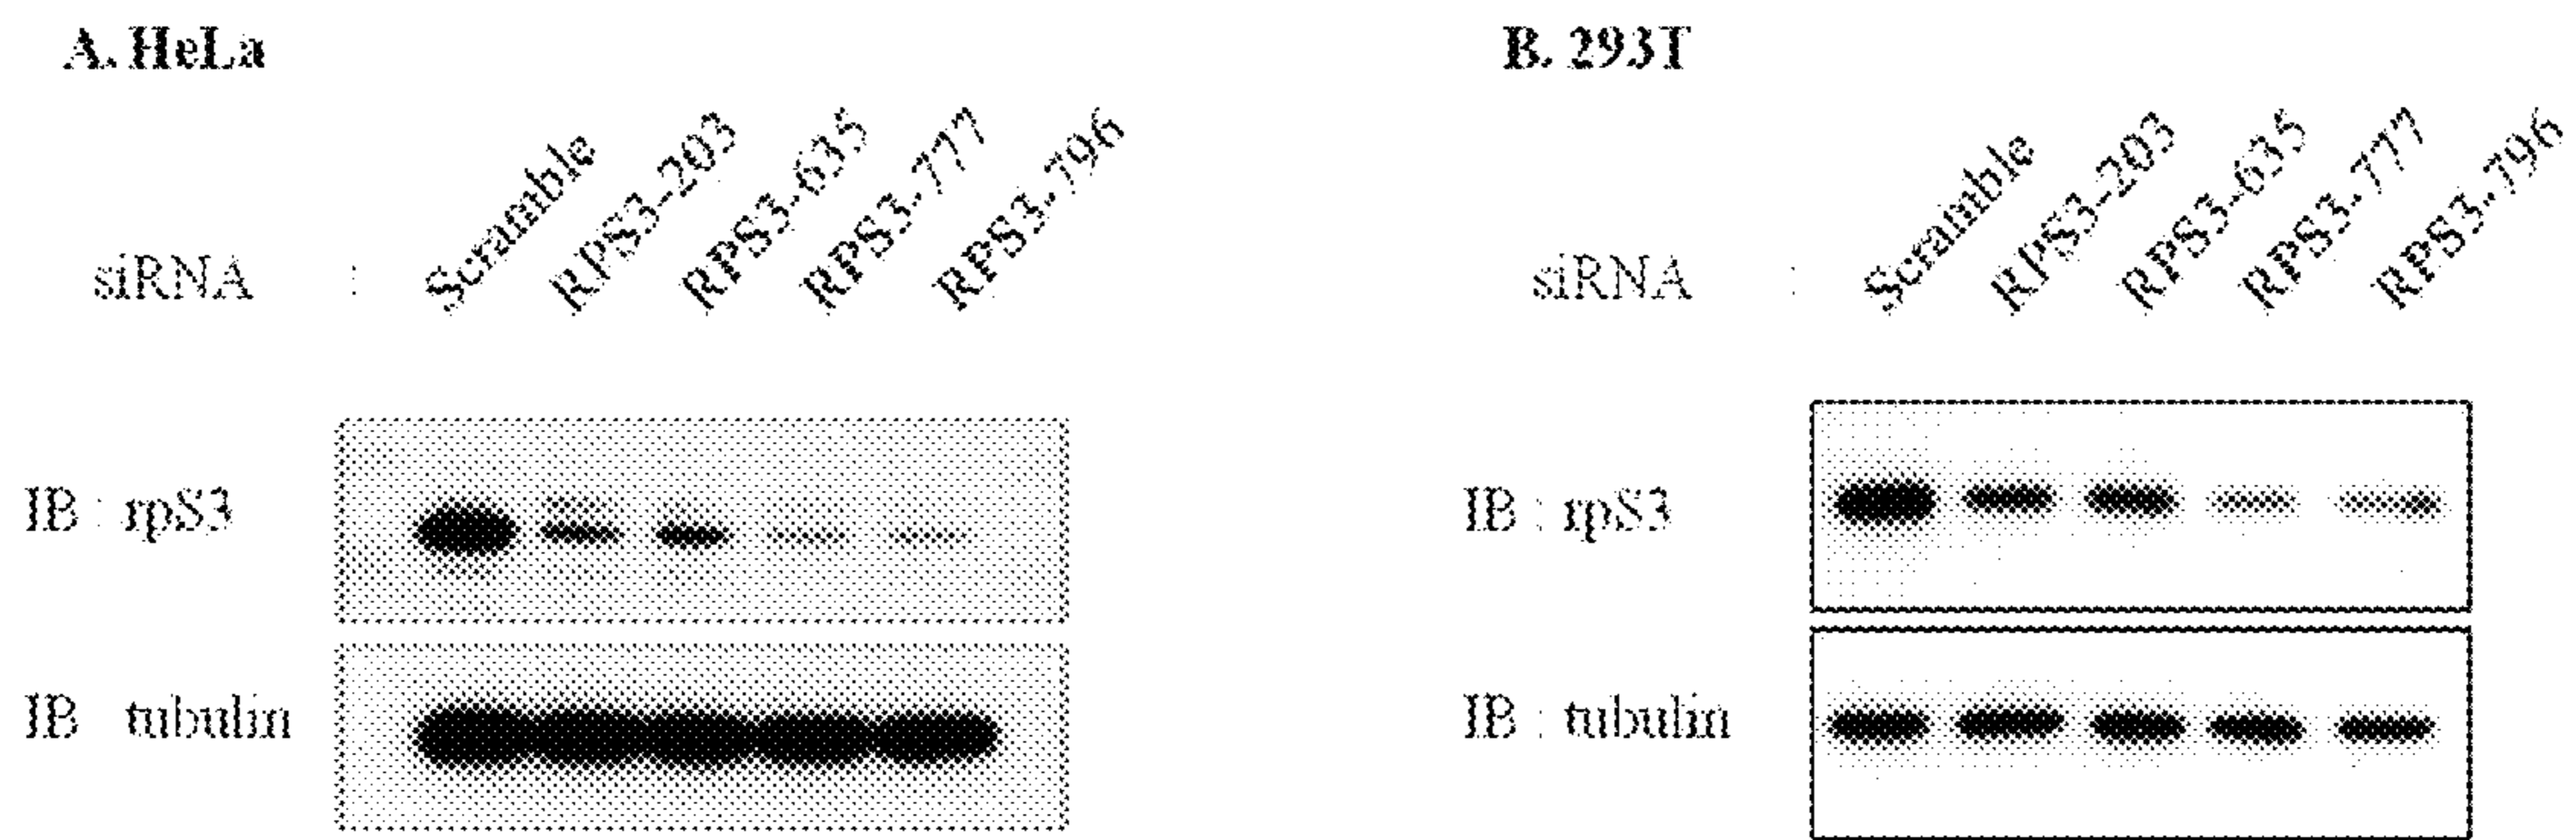 A. HeLa
siRNA : Scramble RPS3-203 RPS3-635 RPS3-777 RPS3-796
IB : rpS3
IB tubulin
B. 293T
siRNA : Scramble RPS3-203 RPS3-635 RPS3-777 RPS3-796
IB : rpS3
IB : tubulin